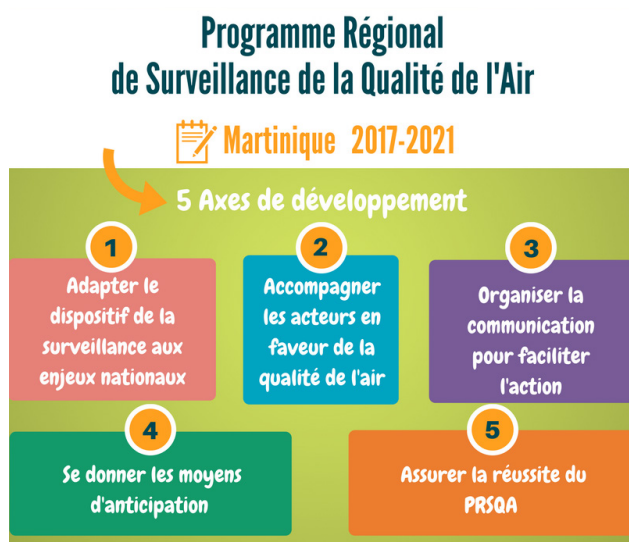 Programme Régional
de Surveillance de la Qualité de l'Air
Martinique 2017-2021
5 Axes de développement
1
Adapter le
dispositif de la
surveillance aux
enjeux nationaux
2
Accompagner
les acteurs en
faveur de la
qualité de l'air
3
Organiser la
communication
pour faciliter
l'action
4
Se donner les moyens
d'anticipation
5
Assurer la réussite du
PRSQA